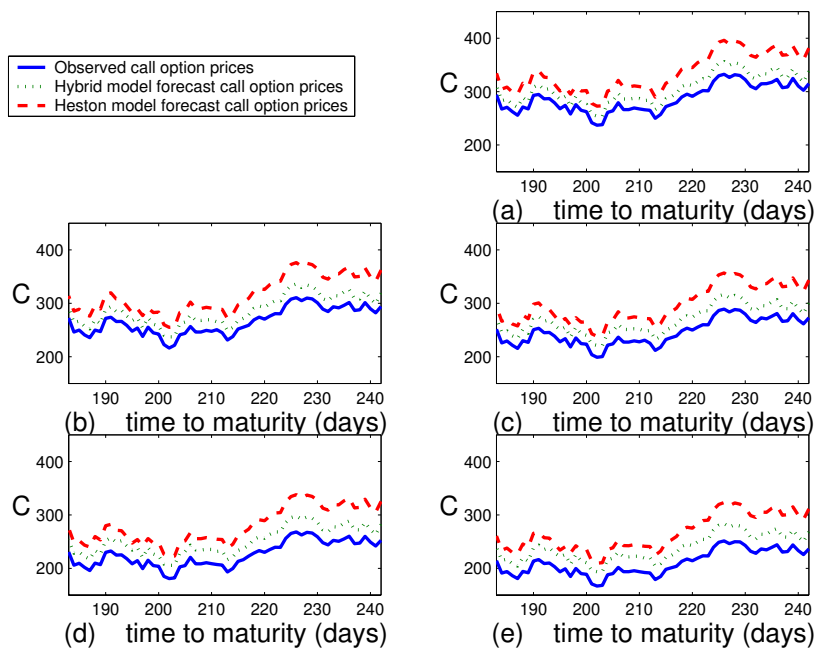 Observed call option prices
Hybrid model forecast call option prices
Heston model forecast call option prices
400
300
200
C
190 200 210 220 230 240
(a) time to maturity (days)
400
300
200
C
190 200 210 220 230 240
(b) time to maturity (days)
400
300
200
C
190 200 210 220 230 240
(c) time to maturity (days)
400
300
200
C
190 200 210 220 230 240
(d) time to maturity (days)
400
300
200
C
190 200 210 220 230 240
(e) time to maturity (days)